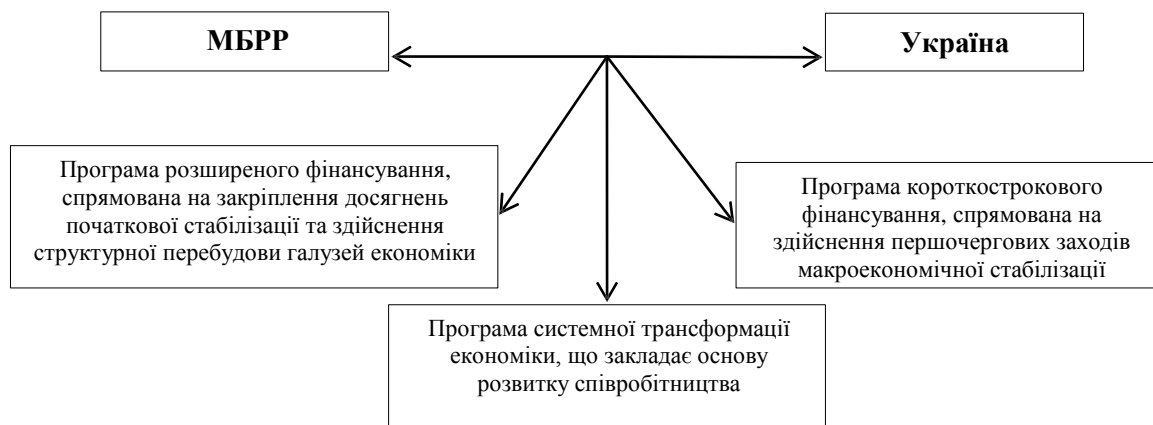 МБРР
Україна
Програма розширеного фінансування,
спрямована на закріплення досягнень
початкової стабілізації та здійснення
структурної перебудови галузей економіки
Програма короткострокового
фінансування, спрямована на
здійснення першочергових заходів
макроекономічної стабілізації
Програма системної трансформації
економіки, що закладає основу
розвитку співробітництва